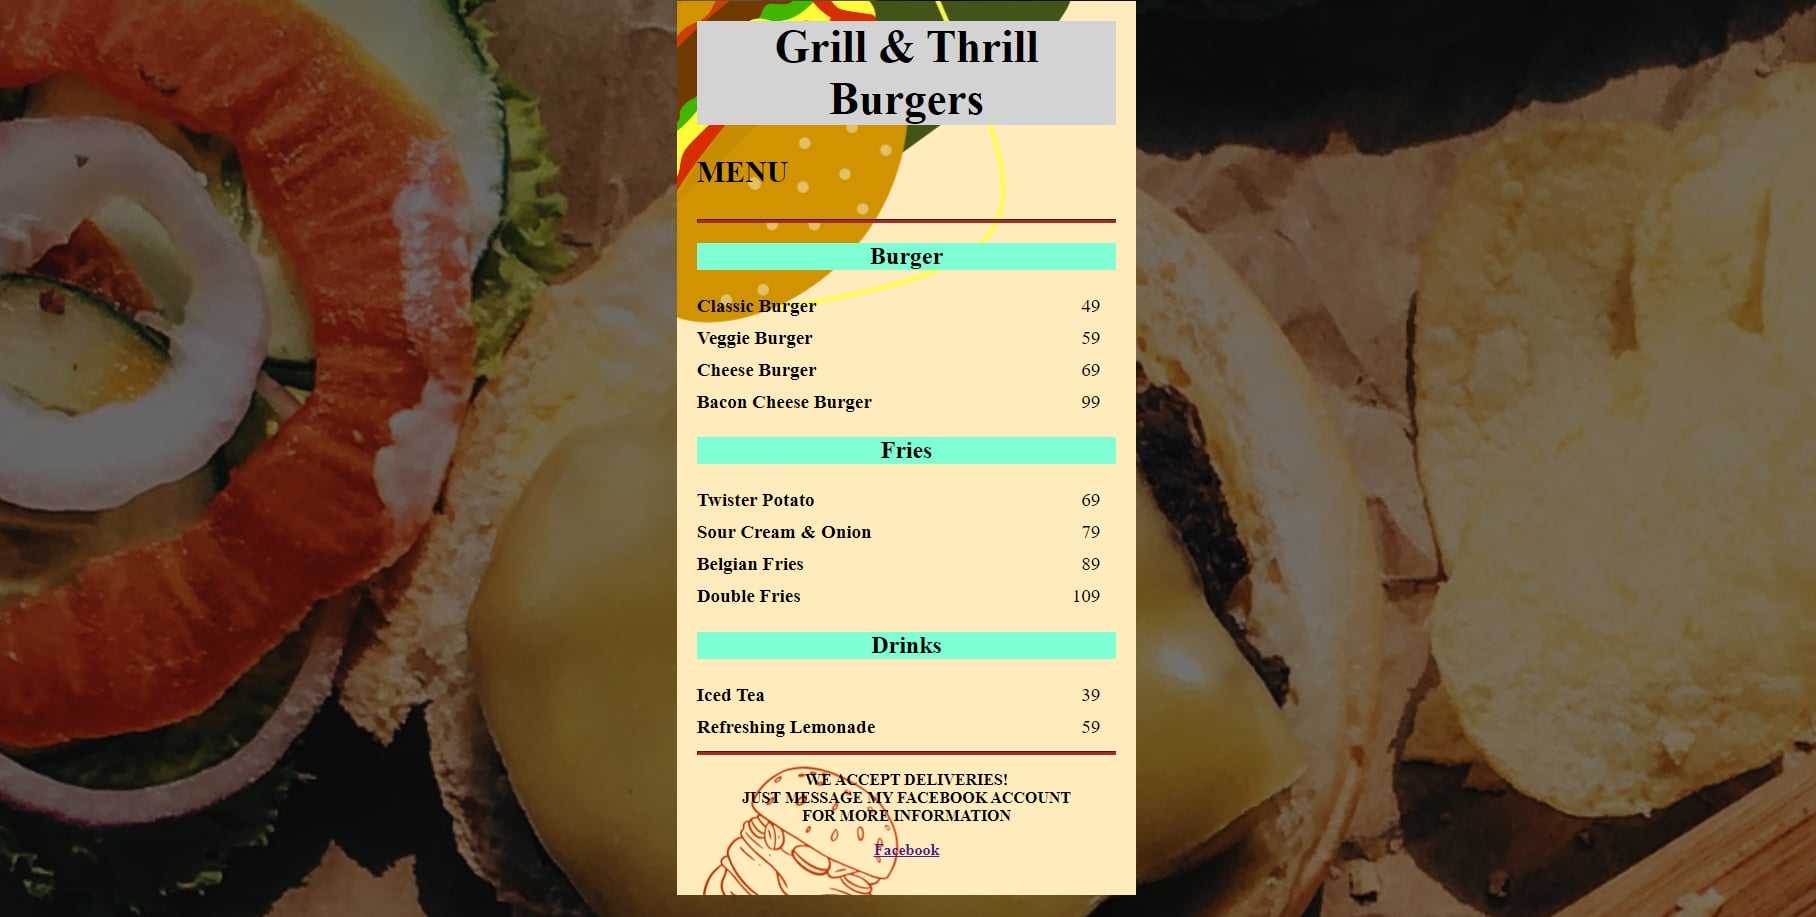 Grill & Thrill
Burgers
MENU
Burger
Classic Burger 49
Veggie Burger 59
Cheese Burger 69
Bacon Cheese Burger 99
Fries
Twister Potato 69
Sour Cream & Onion 79
Belgian Fries 89
Double Fries 109
Drinks
Iced Tea 39
Refreshing Lemonade 59
WE ACCEPT DELIVERIES!
JUST MESSAGE MY FACEBOOK ACCOUNT
FOR MORE INFORMATION
Facebook